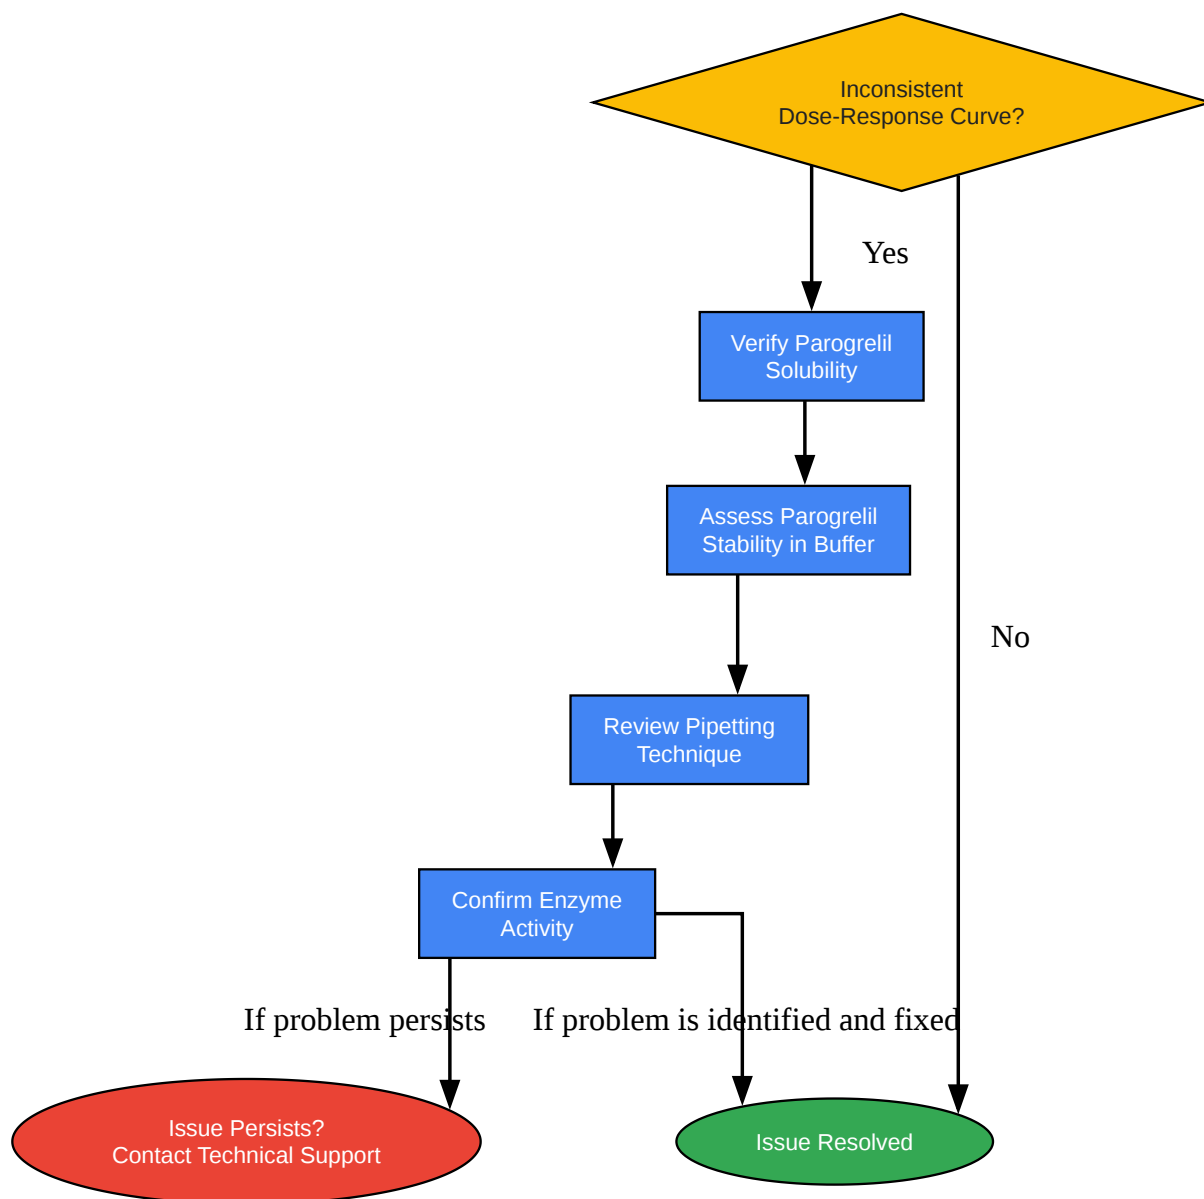 Inconsistent
Dose-Response Curve?
Yes
Verify Parogrelil
Solubility
Assess Parogrelil
Stability in Buffer
No
Review Pipetting
Technique
Confirm Enzyme
Activity
If problem persists
If problem is identified and fixed
Issue Persists?
Contact Technical Support
Issue Resolved